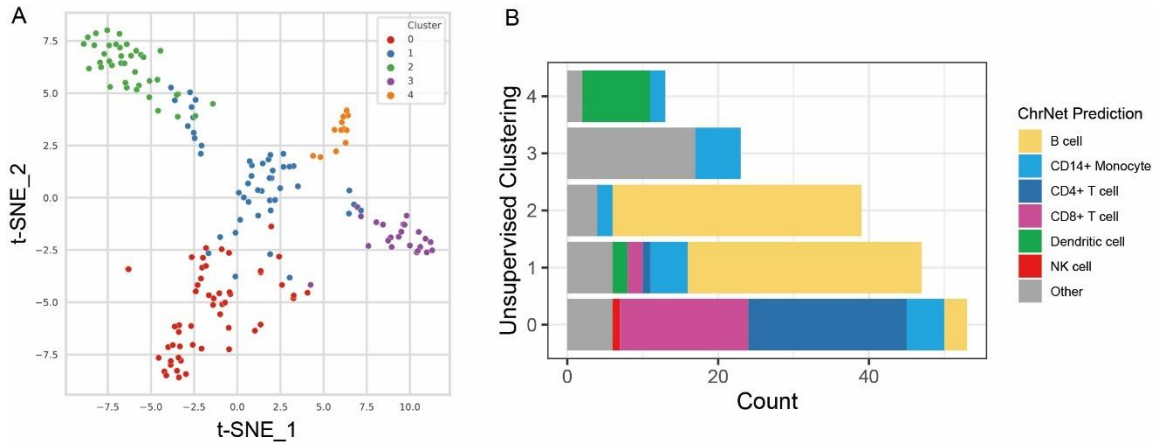 A
t-SNE_2
7.5
5.0
2.5
0.0
−2.5
−5.0
−7.5
−7.5
−5.0
−2.5
0.0
2.5
5.0
7.5
10.0
t-SNE_1
Cluster
0
1
2
3
4
B
Unsupervised Clustering
4
3
2
1
0
0
20
40
Count
ChrNet Prediction
B cell
CD14+ Monocyte
CD4+ T cell
CD8+ T cell
Dendritic cell
NK cell
Other